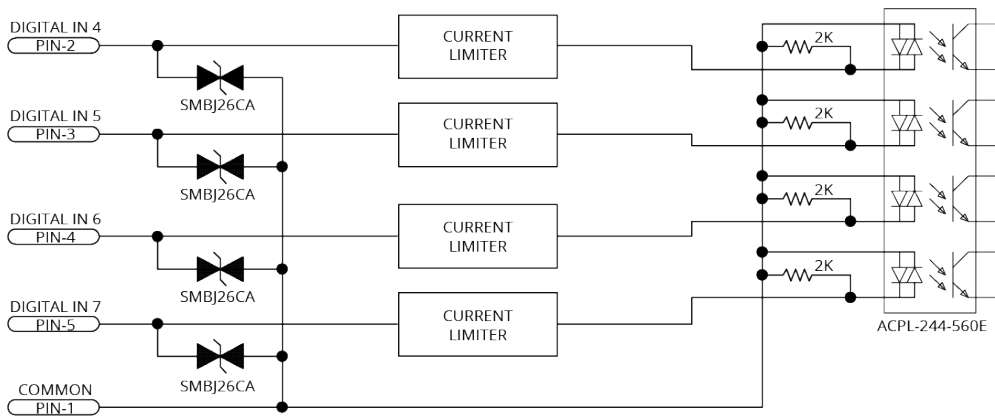 DIGITAL IN 4
PIN-2
SMBJ26CA
CURRENT
LIMITER
2K
DIGITAL IN 5
PIN-3
SMBJ26CA
CURRENT
LIMITER
2K
DIGITAL IN 6
PIN-4
SMBJ26CA
CURRENT
LIMITER
2K
DIGITAL IN 7
PIN-5
SMBJ26CA
CURRENT
LIMITER
2K
ACPL-244-560E
COMMON
PIN-1